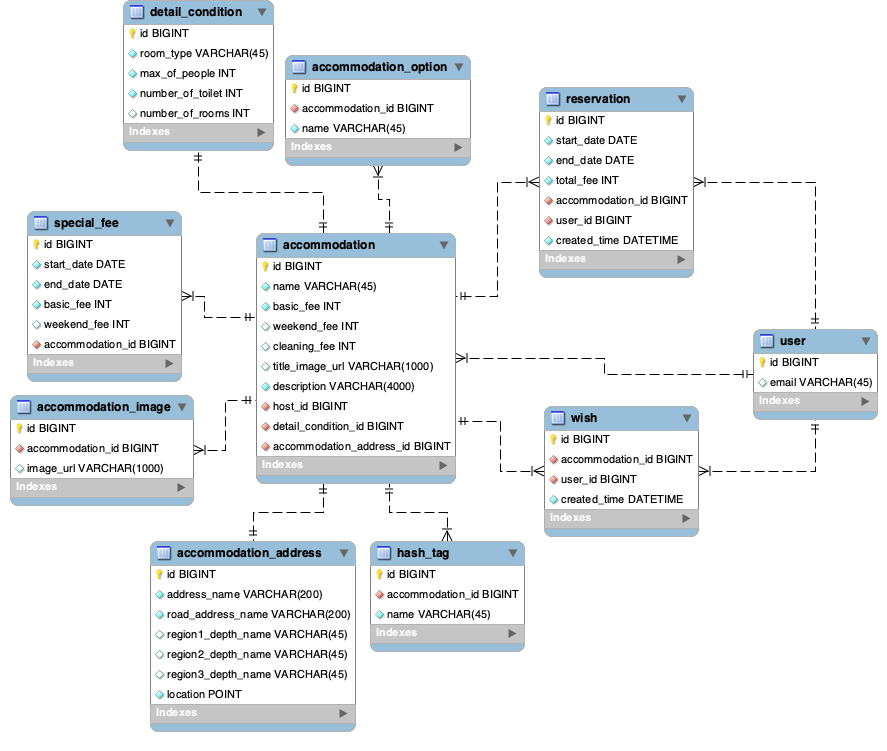 detail_condition
id BIGINT
room_type VARCHAR(45)
max_of_people INT
number_of_toilet INT
number_of_rooms INT
Indexes
accommodation_option
id BIGINT
accommodation_id BIGINT
name VARCHAR(45)
Indexes
reservation
id BIGINT
start_date DATE
end_date DATE
total_fee INT
accommodation_id BIGINT
user_id BIGINT
created_time DATETIME
Indexes
special_fee
id BIGINT
start_date DATE
end_date DATE
basic_fee INT
weekend_fee INT
accommodation_id BIGINT
Indexes
accommodation
id BIGINT
name VARCHAR(45)
basic_fee INT
weekend_fee INT
cleaning_fee INT
title_image_url VARCHAR(1000)
description VARCHAR(4000)
host_id BIGINT
detail_condition_id BIGINT
accommodation_address_id BIGINT
Indexes
user
id BIGINT
email VARCHAR(45)
Indexes
accommodation_image
id BIGINT
accommodation_id BIGINT
image_url VARCHAR(1000)
Indexes
wish
id BIGINT
accommodation_id BIGINT
user_id BIGINT
created_time DATETIME
Indexes
accommodation_address
id BIGINT
address_name VARCHAR(200)
road_address_name VARCHAR(200)
region1_depth_name VARCHAR(45)
region2_depth_name VARCHAR(45)
region3_depth_name VARCHAR(45)
location POINT
Indexes
hash_tag
id BIGINT
accommodation_id BIGINT
name VARCHAR(45)
Indexes